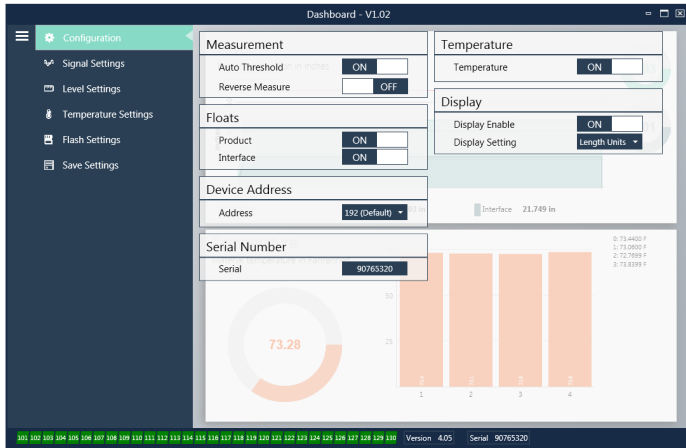 Dashboard - V1.02
Configuration
Signal Settings
Level Settings
Temperature Settings
Flash Settings
Save Settings
Measurement
Auto Threshold ON
Reverse Measure OFF
Floats
Product ON
Interface ON
Device Address
Address 192 (Default)
Serial Number
Serial 90765320
Temperature
Temperature ON
Display
Display Enable ON
Display Setting Length Units
in
Interface 21.749 in
0: 73.4400 F
1: 73.0600 F
2: 72.7699 F
3: 73.8399 F
50
25
73.28
1 2 3 4
101 102 103 104 105 106 107 108 109 110 111 112 113 114 115 116 117 118 119 120 121 122 123 124 125 126 127 128 129 130 Version 4.05 Serial 90765320